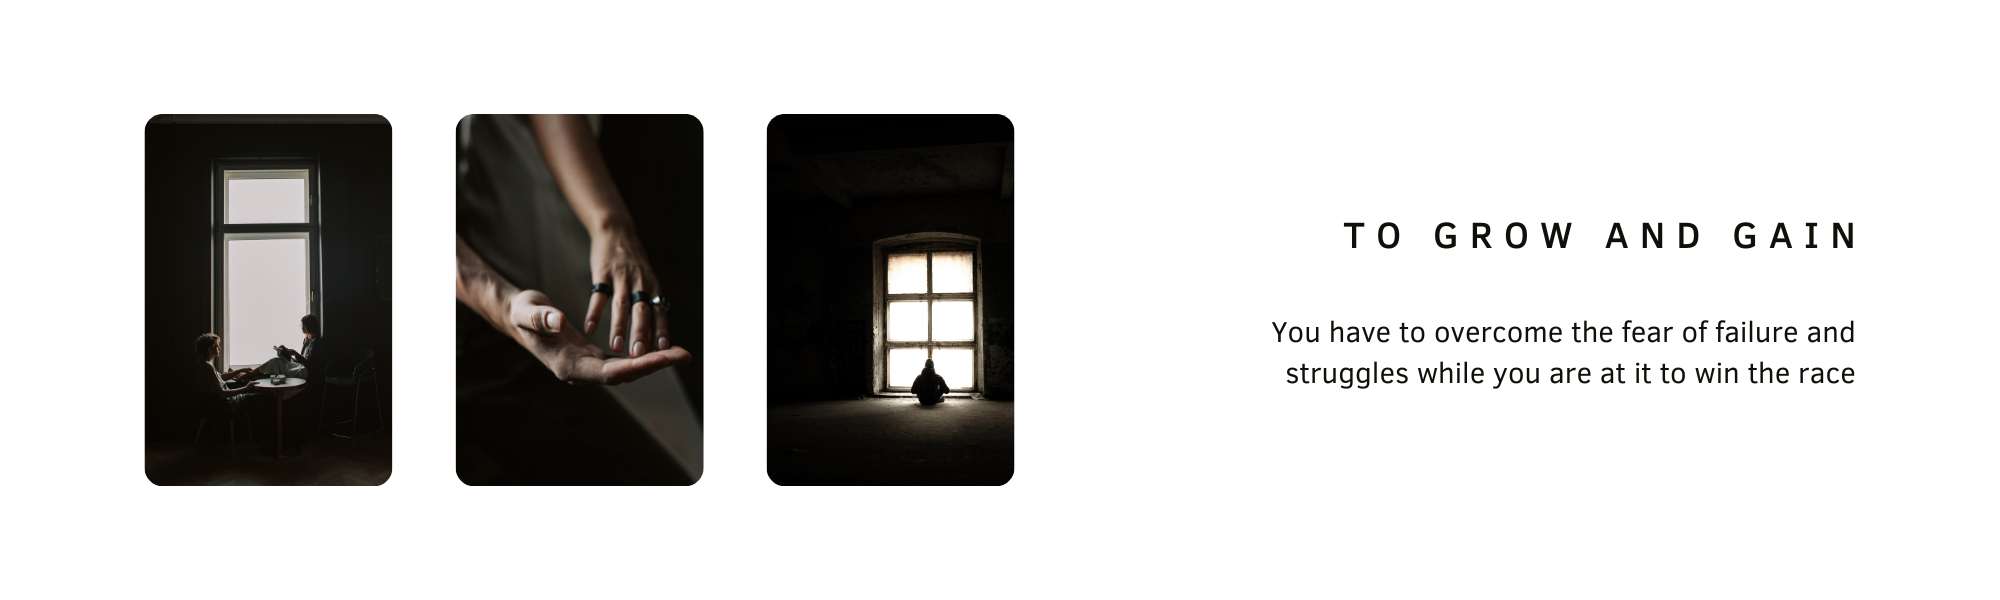 TO GROW AND GAIN
You have to overcome the fear of failure and
struggles while you are at it to win the race